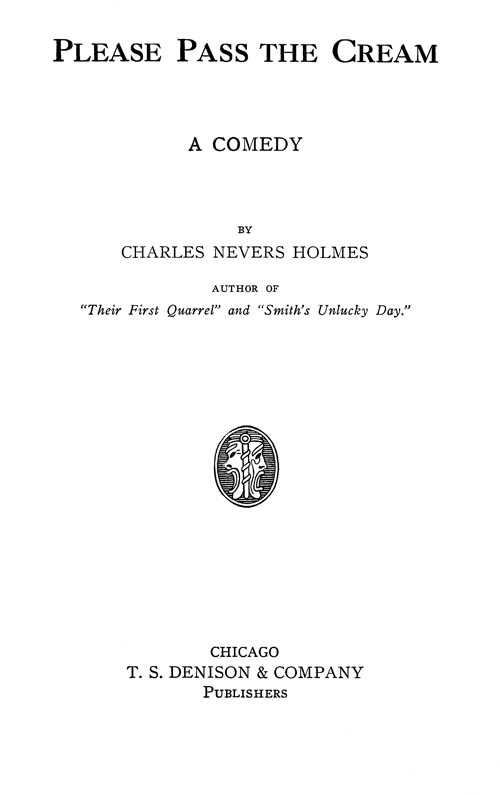 PLEASE PASS THE CREAM
A COMEDY
BY
CHARLES NEVERS HOLMES
AUTHOR OF
"Their First Quarrel" and "Smith's Unlucky Day."
CHICAGO
T. S. DENISON & COMPANY
PUBLISHERS